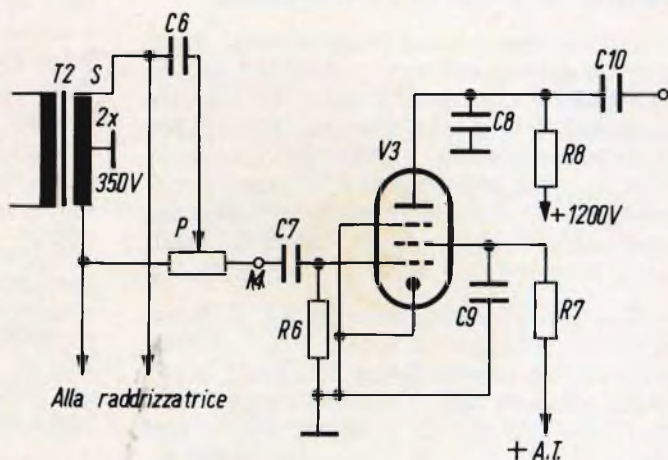 C6
T2
S
2x
350V
P
M.
C7
R6
Alla raddrizzatrice
V3
C8
C9
C10
R8
+1200V
R7
+ A.T.